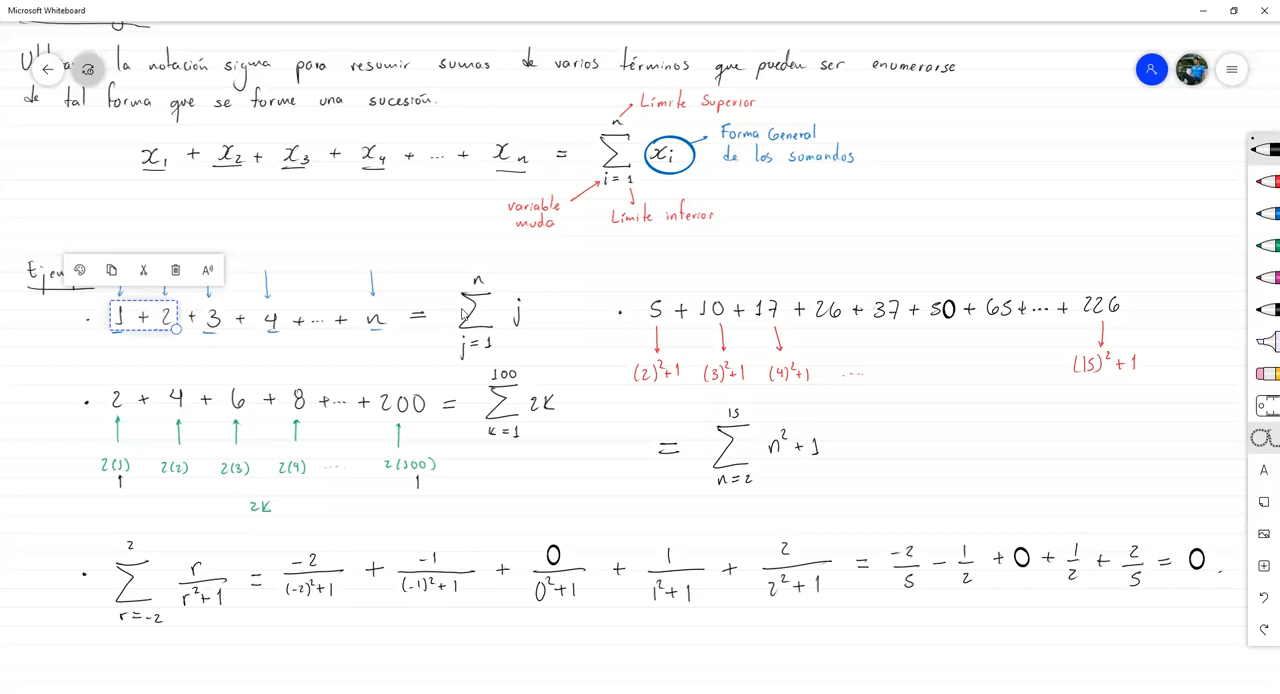 Microsoft Whiteboard
la notación sigma para resumir sumas de varios términos que pueden ser enumerarse
de tal forma que se forme una sucesión.
x₁ + x₂ + x₃ + x₄ + ... + xₙ = ∑ xᵢ
n
i = 1
Límite Superior
Forma General
de los sumandos
variable
muda
Límite inferior
1 + 2 + 3 + 4 + ... + n = ∑ j
n
j = 1
5 + 10 + 17 + 26 + 37 + 50 + 65 + ... + 226
(2)²+1 (3)²+1 (4)²+1 .... (15)²+1
2 + 4 + 6 + 8 + ... + 200 = ∑ 2K
100
K = 1
2(1) 2(2) 2(3) 2(4) .... 2(100)
2K
= ∑ n² + 1
15
n=2
2
∑ r/(r²+1) = -2/((-2)²+1) + -1/((-1)²+1) + 0/(0²+1) + 1/(1²+1) + 2/(2²+1) = -2/5 - 1/2 + 0 + 1/2 + 2/5 = 0.
r=-2